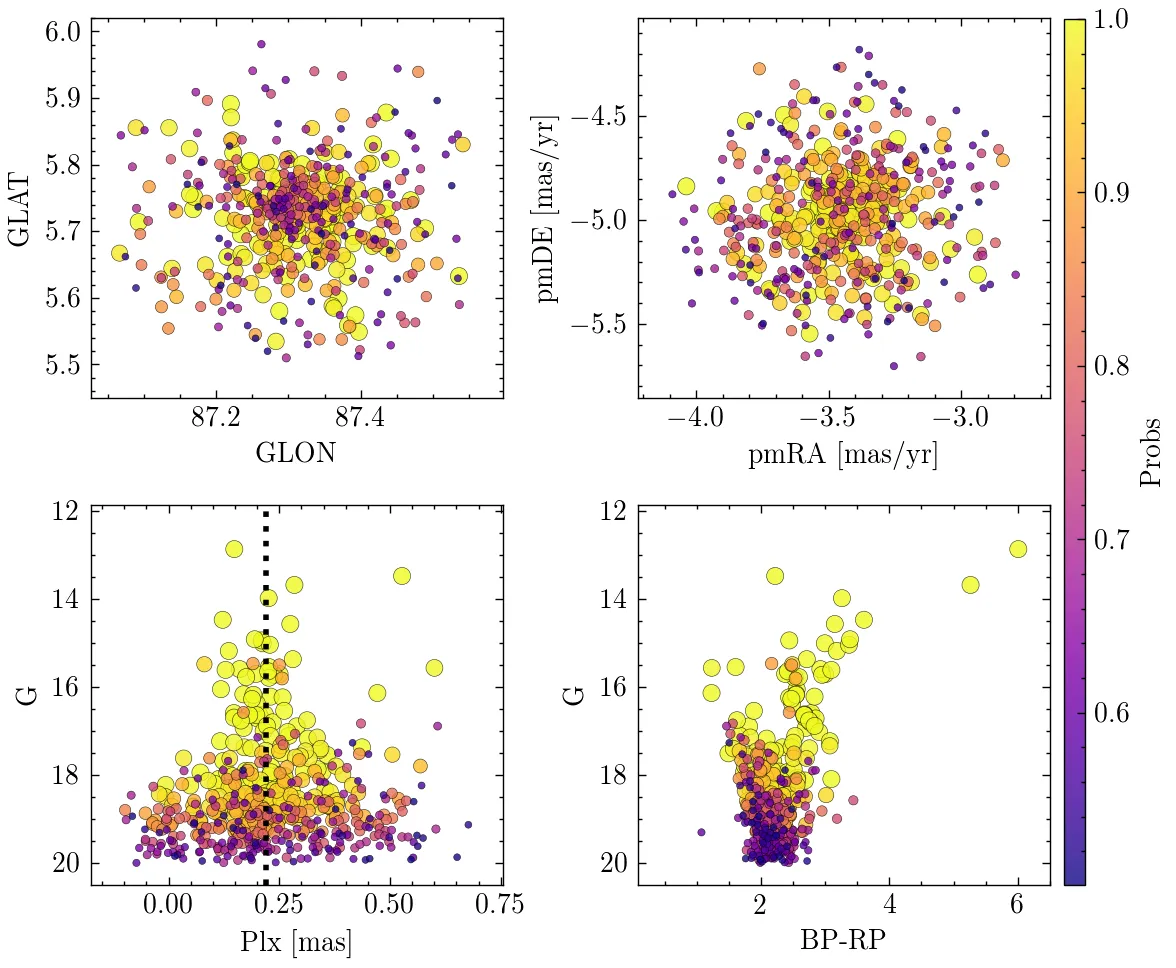 6.0
5.9
5.8
5.7
5.6
5.5
GLAT
87.2 87.4
GLON
−4.5
−5.0
−5.5
pmDE [mas/yr]
−4.0 −3.5 −3.0
pmRA [mas/yr]
12
14
16
18
20
G
0.00 0.25 0.50 0.75
Plx [mas]
12
14
16
18
20
G
2 4 6
BP-RP
1.0
0.9
0.8
0.7
0.6
Probs